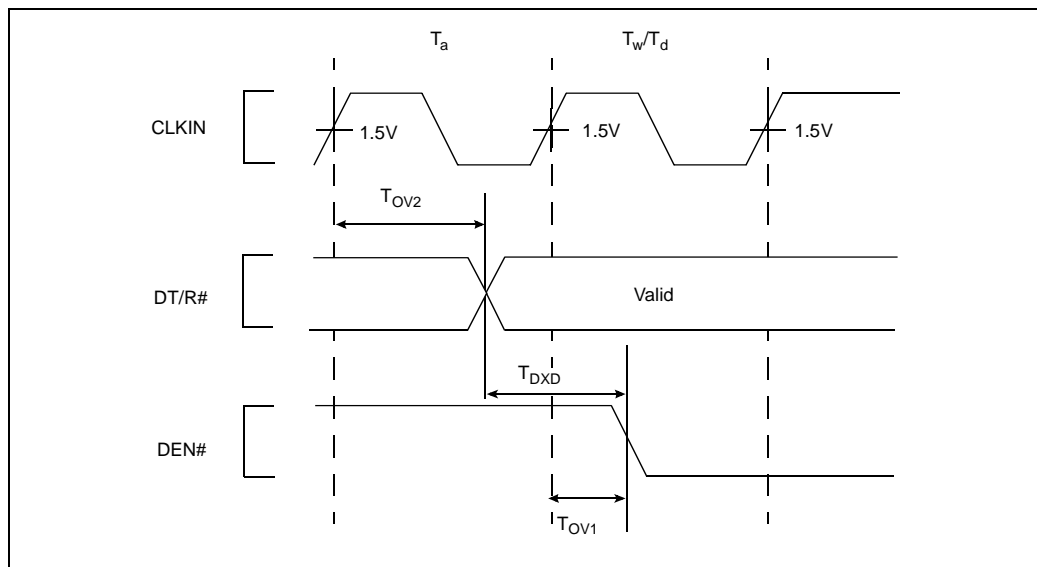 Ta Tw/Td
CLKIN 1.5V 1.5V 1.5V
TOV2
DT/R# Valid
TDXD
DEN#
TOV1